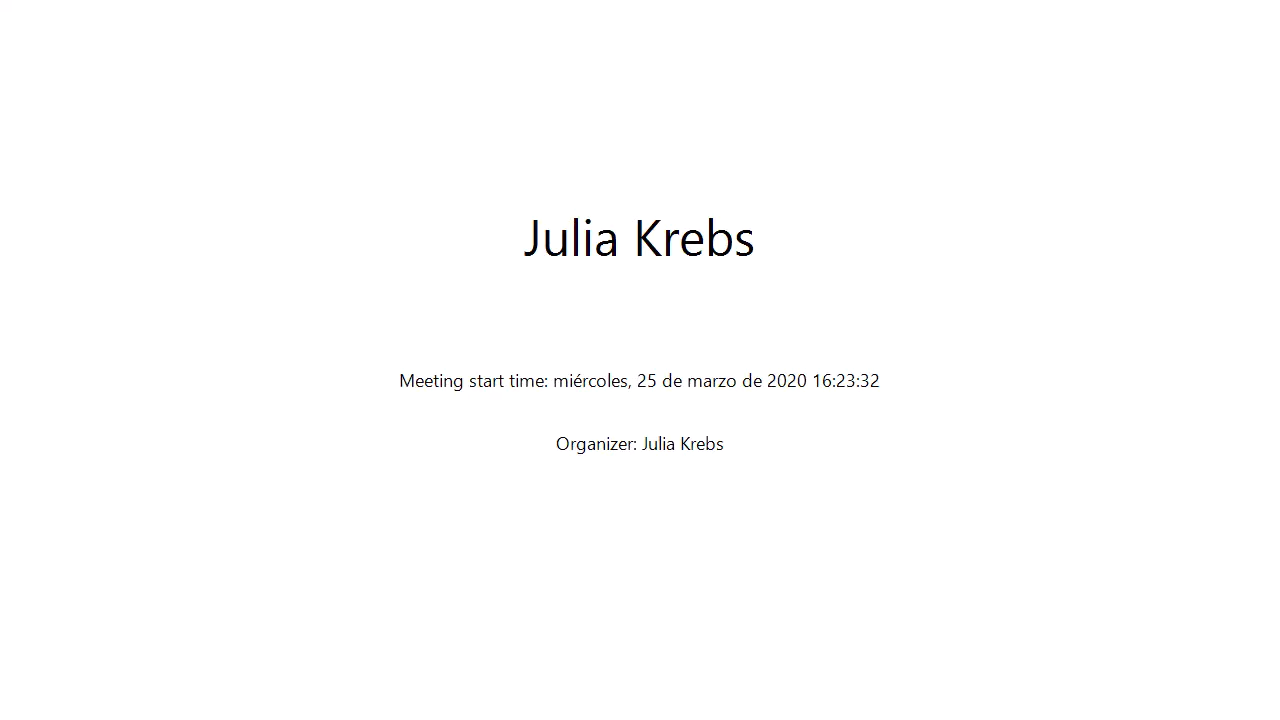 Julia Krebs
Meeting start time: miércoles, 25 de marzo de 2020 16:23:32
Organizer: Julia Krebs